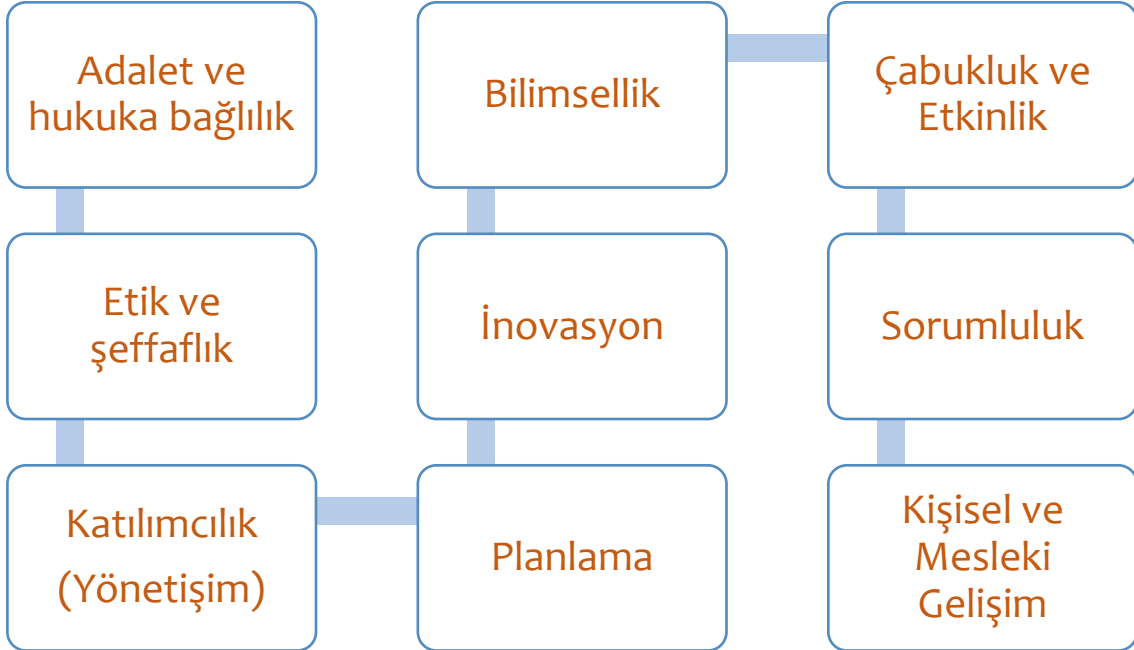 Adalet ve
hukuka bağlılık
Etik ve
şeffaflık
Katılımcılık
(Yönetişim)
Planlama
İnovasyon
Bilimsellik
Çabukluk ve
Etkinlik
Sorumluluk
Kişisel ve
Mesleki
Gelişim